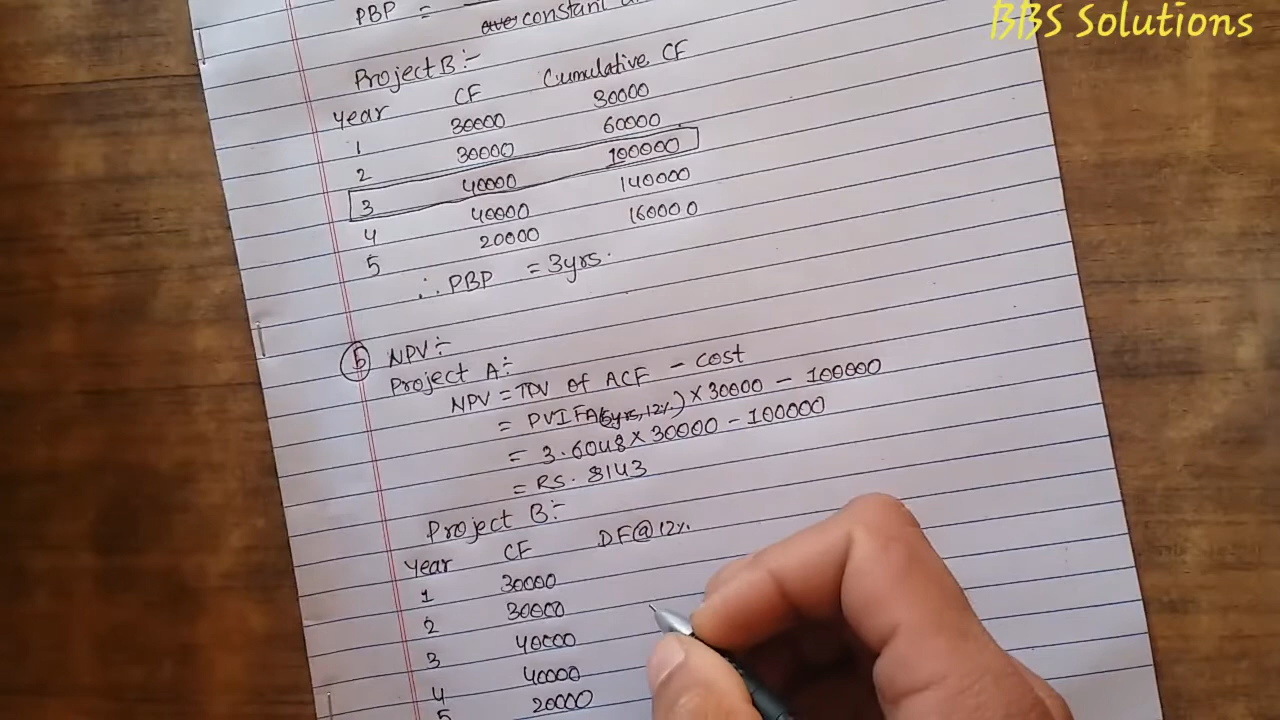 BBS Solutions
PBP =
constant
Project B:-
Year CF Cumulative CF
1 30000 30000
2 30000 60000
3 40000 100000
4 40000 140000
5 20000 160000
∴ PBP = 3yrs.
b NPV:-
Project A:-
NPV = TPV of ACF - cost
= PVIFA(5yrs,12%) × 30000 - 100000
= 3.6048 × 30000 - 100000
= RS. 8143
Project B:-
Year CF DF@12%
1 30000
2 30000
3 40000
4 40000
5 20000